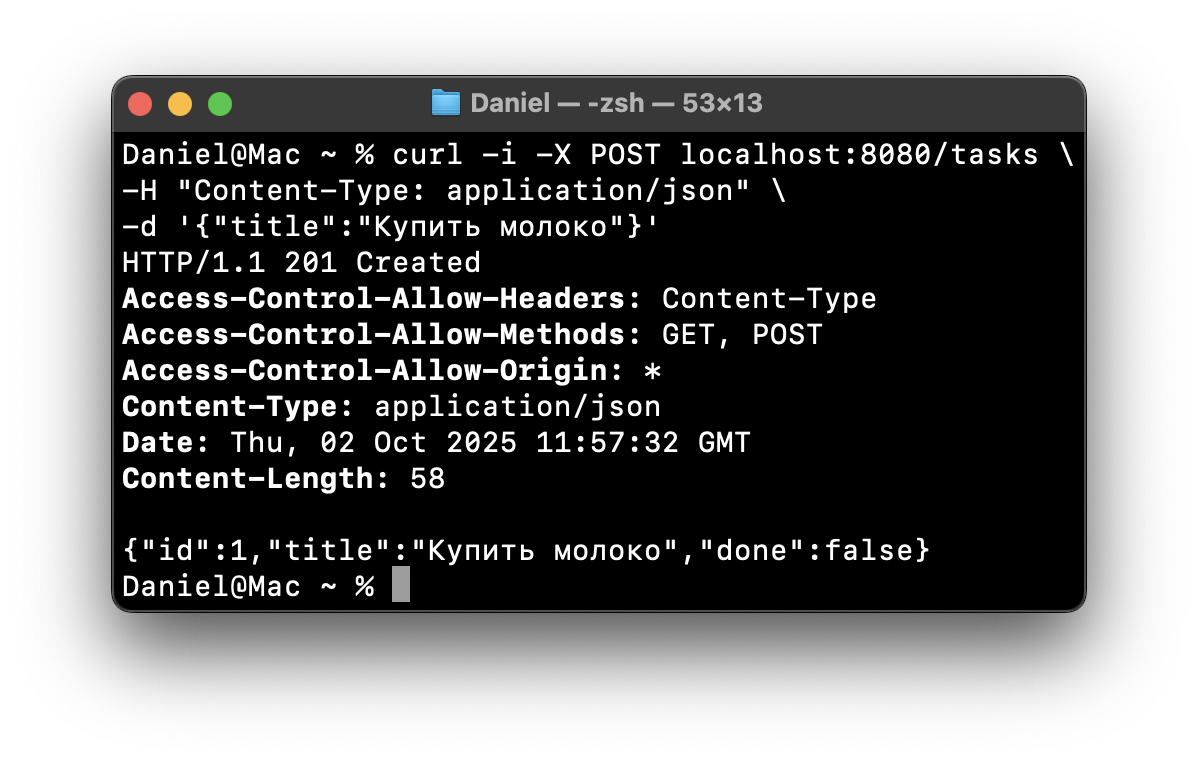 Daniel — -zsh — 53×13
Daniel@Mac ~ % curl -i -X POST localhost:8080/tasks \
-H "Content-Type: application/json" \
-d '{"title":"Купить молоко"}'
HTTP/1.1 201 Created
Access-Control-Allow-Headers: Content-Type
Access-Control-Allow-Methods: GET, POST
Access-Control-Allow-Origin: *
Content-Type: application/json
Date: Thu, 02 Oct 2025 11:57:32 GMT
Content-Length: 58

{"id":1,"title":"Купить молоко","done":false}
Daniel@Mac ~ %